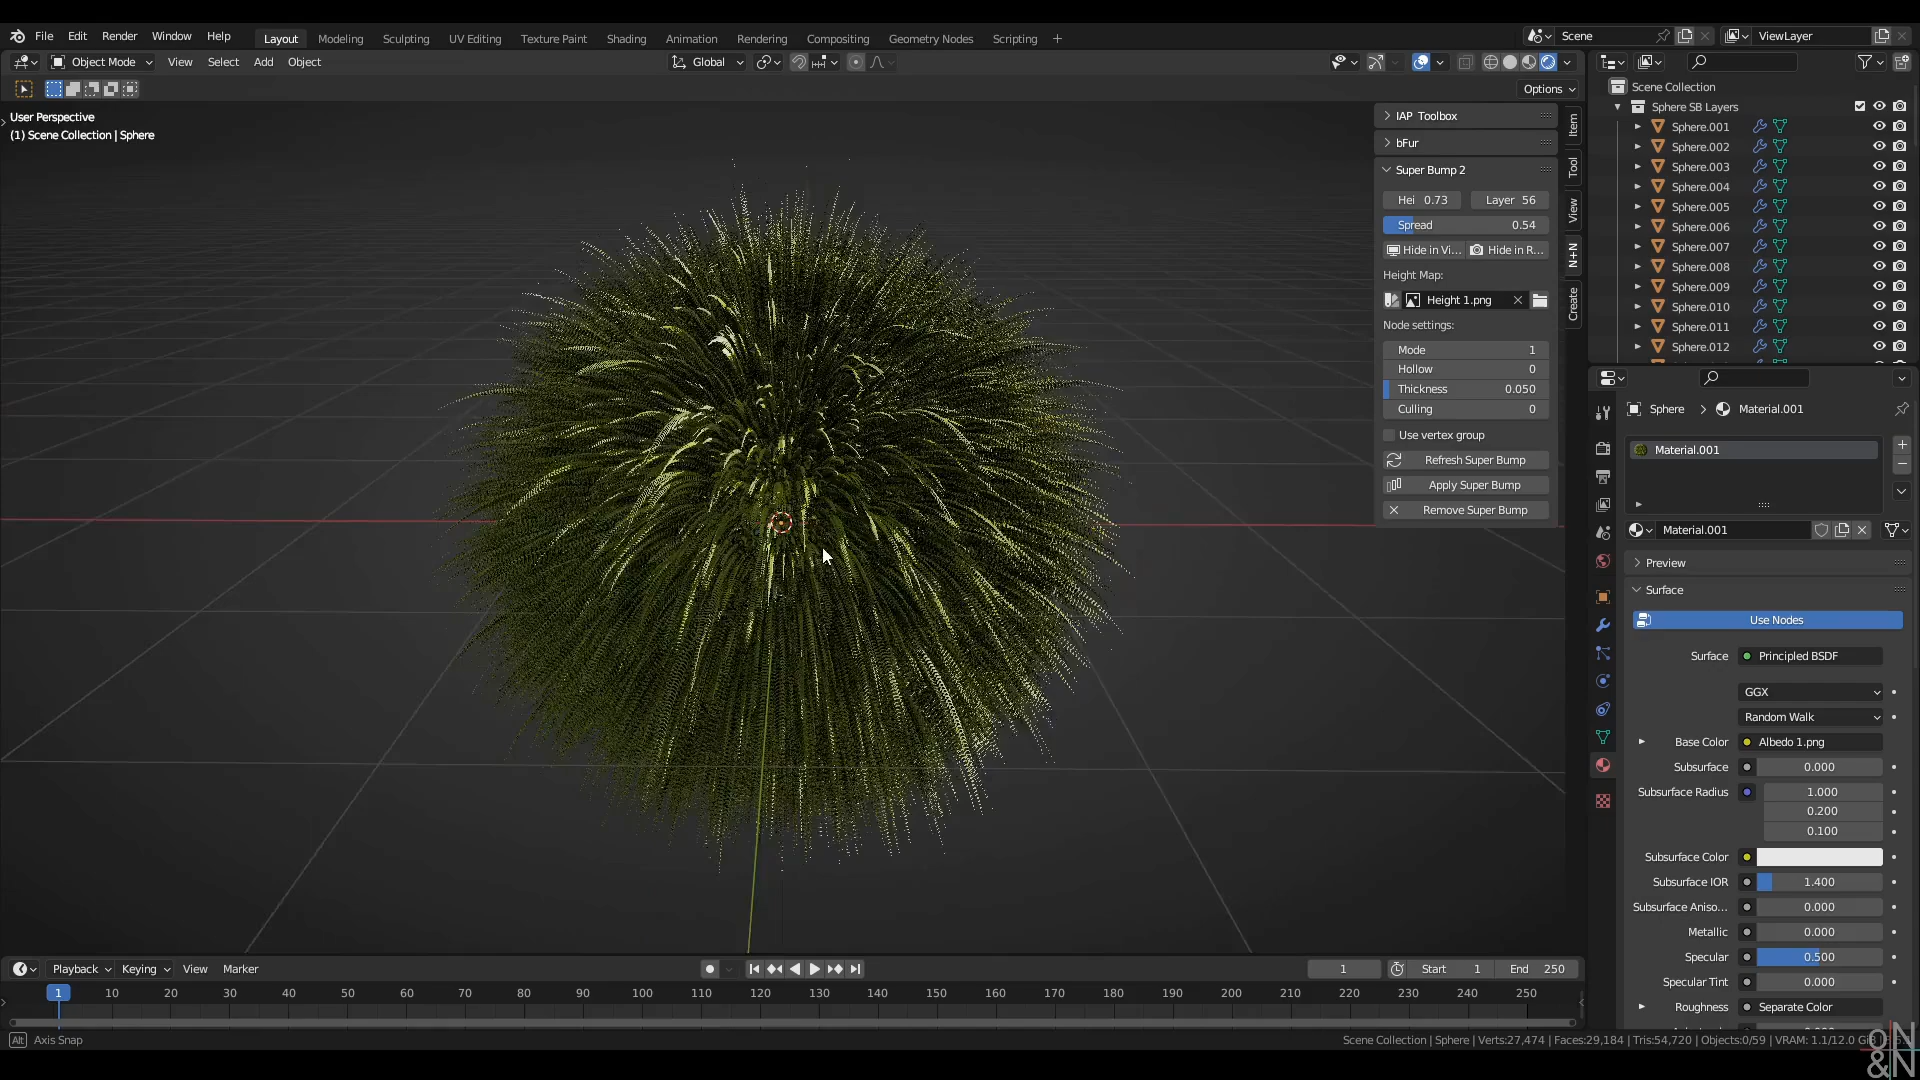 File Edit Render Window Help
Layout Modeling Sculpting UV Editing Texture Paint Shading Animation Rendering Compositing Geometry Nodes Scripting +
Scene
ViewLayer
Object Mode View Select Add Object
Global
Options
User Perspective
(1) Scene Collection | Sphere
IAP Toolbox
bFur
Super Bump 2
Hei 0.73 Layer 56
Spread 0.54
Hide in Vi... Hide in R...
Height Map:
Height 1.png
Node settings:
Mode 1
Hollow 0
Thickness 0.050
Culling 0
Use vertex group
Refresh Super Bump
Apply Super Bump
Remove Super Bump
Item
Tool
View
N+N
Create
Scene Collection
Sphere SB Layers
Sphere.001
Sphere.002
Sphere.003
Sphere.004
Sphere.005
Sphere.006
Sphere.007
Sphere.008
Sphere.009
Sphere.010
Sphere.011
Sphere.012
Sphere Material.001
Material.001
Material.001
Preview
Surface
Use Nodes
Surface Principled BSDF
GGX
Random Walk
Base Color Albedo 1.png
Subsurface 0.000
Subsurface Radius 1.000
0.200
0.100
Subsurface Color
Subsurface IOR 1.400
Subsurface Aniso... 0.000
Metallic 0.000
Specular 0.500
Specular Tint 0.000
Roughness Separate Color
Playback Keying View Marker
1 Start 1 End 250
1 10 20 30 40 50 60 70 80 90 100 110 120 130 140 150 160 170 180 190 200 210 220 230 240 250
Alt Axis Snap
Scene Collection | Sphere | Verts:27,474 | Faces:29,184 | Tris:54,720 | Objects:0/59 | VRAM: 1.1/12.0 Gi
N
&N